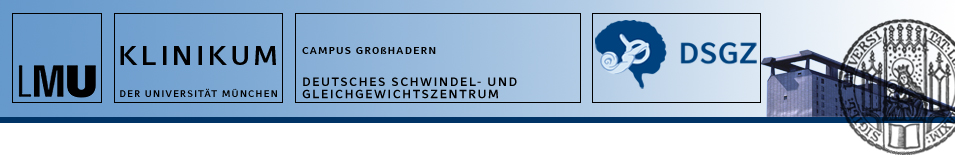 LMU
KLINIKUM
DER UNIVERSITÄT MÜNCHEN
CAMPUS GROßHADERN
DEUTSCHES SCHWINDEL- UND
GLEICHGEWICHTSZENTRUM
DSGZ